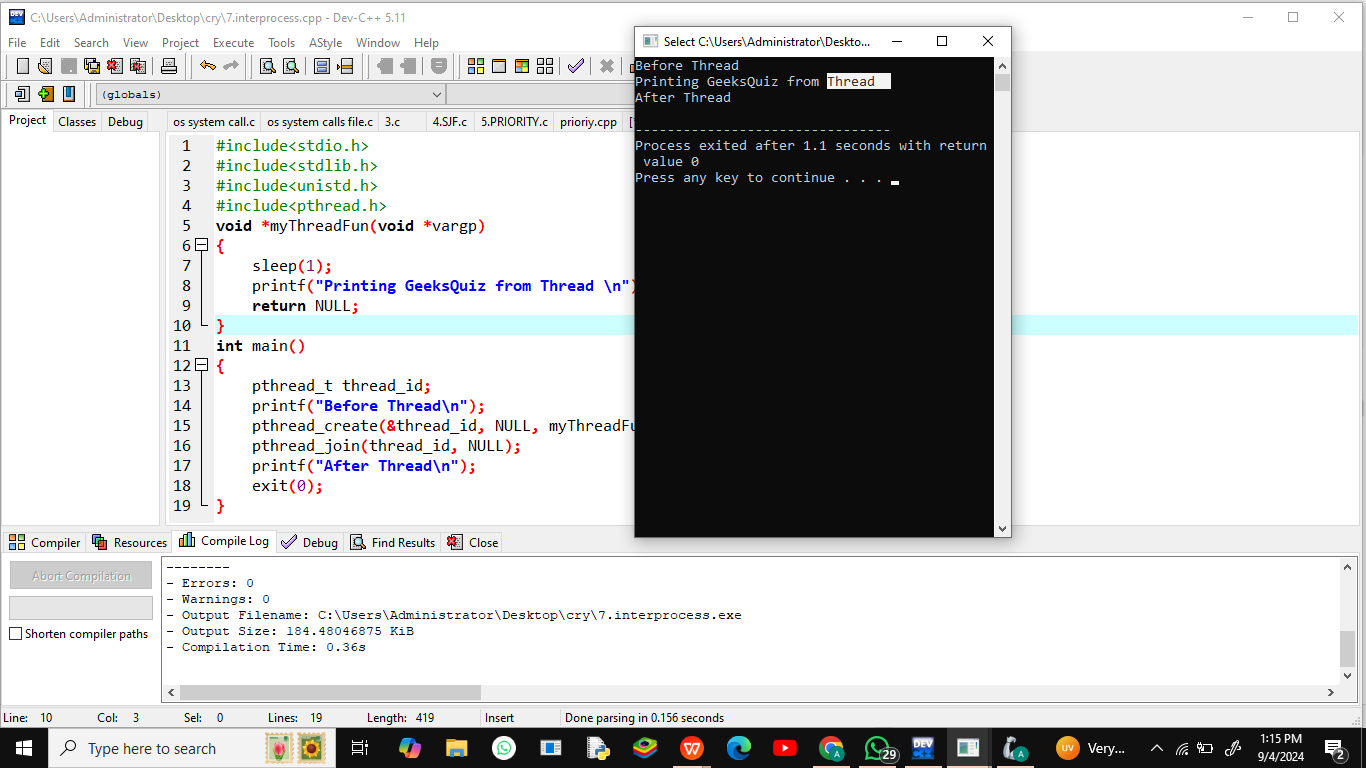 C:\Users\Administrator\Desktop\cry\7.interprocess.cpp - Dev-C++ 5.11
File Edit Search View Project Execute Tools AStyle Window Help
(globals)
Project Classes Debug
os system call.c os system calls file.c 3.c 4.SJF.c 5.PRIORITY.c prioriy.cpp
1 #include<stdio.h>
2 #include<stdlib.h>
3 #include<unistd.h>
4 #include<pthread.h>
5 void *myThreadFun(void *vargp)
6 {
7 sleep(1);
8 printf("Printing GeeksQuiz from Thread \n")
9 return NULL;
10 }
11 int main()
12 {
13 pthread_t thread_id;
14 printf("Before Thread\n");
15 pthread_create(&thread_id, NULL, myThreadFu
16 pthread_join(thread_id, NULL);
17 printf("After Thread\n");
18 exit(0);
19 }
Select C:\Users\Administrator\Deskto...
Before Thread
Printing GeeksQuiz from Thread
After Thread
--------------------------------
Process exited after 1.1 seconds with return
value 0
Press any key to continue . . .
Compiler Resources Compile Log Debug Find Results Close
Abort Compilation
Shorten compiler paths
--------
- Errors: 0
- Warnings: 0
- Output Filename: C:\Users\Administrator\Desktop\cry\7.interprocess.exe
- Output Size: 184.48046875 KiB
- Compilation Time: 0.36s
Line: 10 Col: 3 Sel: 0 Lines: 19 Length: 419 Insert Done parsing in 0.156 seconds
Type here to search
29
DEV
UV
Very...
1:15 PM
9/4/2024
2